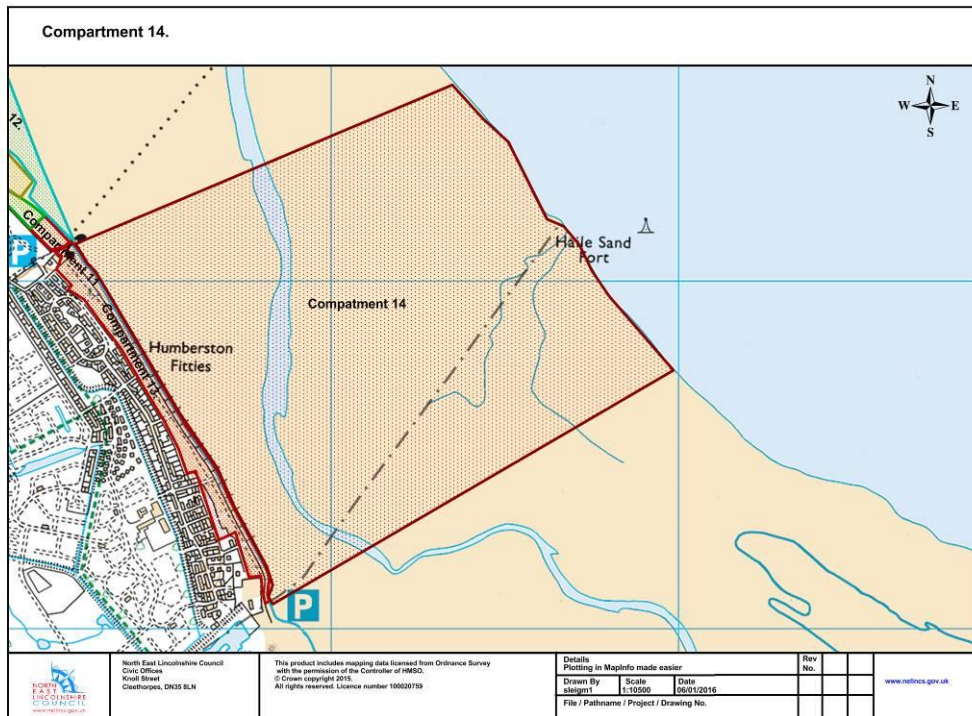 Compartment 14.
N
W E
S
12.
Compartment 11
P
Compartment 13
Humberston
Fitties
Compatment 14
Haile Sand
Fort
P
NORTH
EAST
LINCOLNSHIRE
COUNCIL
www.nelincs.gov.uk
North East Lincolnshire Council
Civic Offices
Knoll Street
Cleethorpes, DN35 8LN
This product includes mapping data licensed from Ordnance Survey
with the permission of the Controller of HMSO.
© Crown copyright 2015.
All rights reserved. Licence number 100020759
Details
Plotting in MapInfo made easier
Rev
No.
Drawn By
sleigm1
Scale
1:10500
Date
06/01/2016
File / Pathname / Project / Drawing No.
www.nelincs.gov.uk